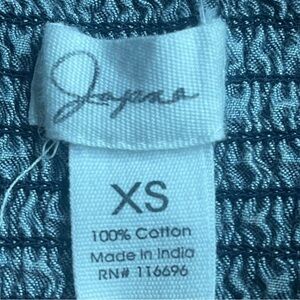 Japna
XS
100% Cotton
Made in India
RN# 116696